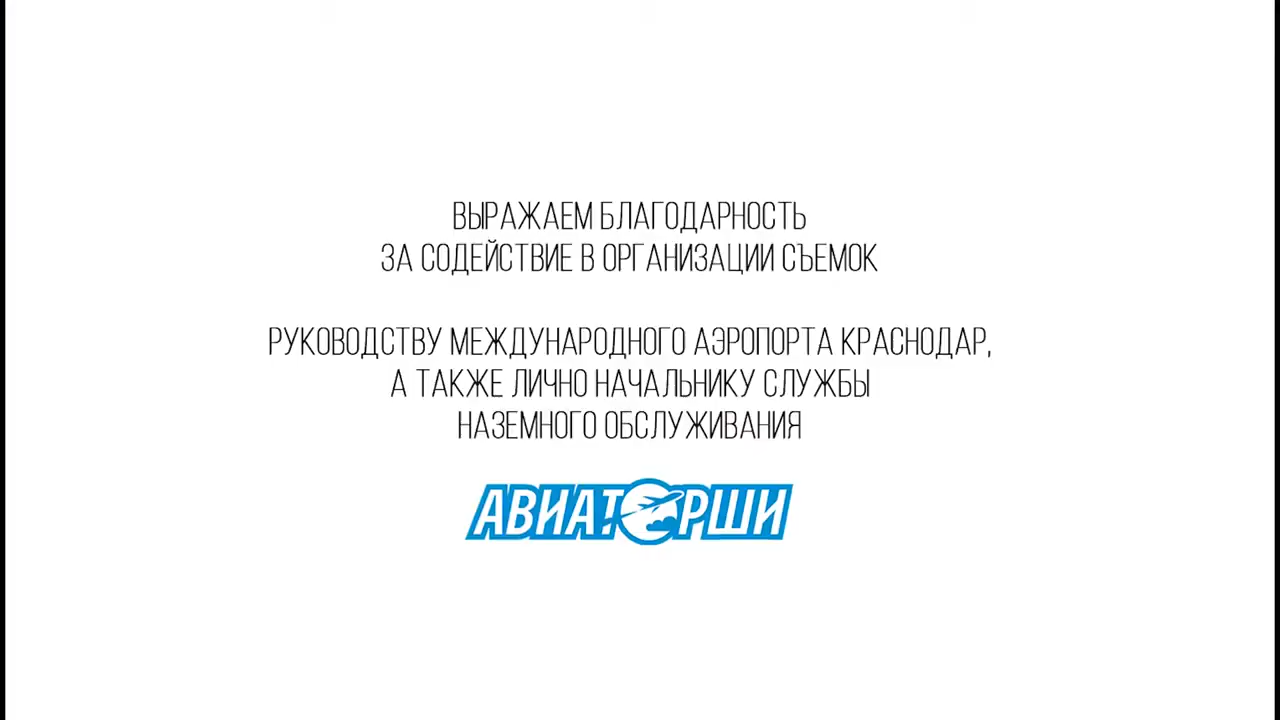 ВЫРАЖАЕМ БЛАГОДАРНОСТЬ
ЗА СОДЕЙСТВИЕ В ОРГАНИЗАЦИИ СЪЕМОК
РУКОВОДСТВУ МЕЖДУНАРОДНОГО АЭРОПОРТА КРАСНОДАР,
А ТАКЖЕ ЛИЧНО НАЧАЛЬНИКУ СЛУЖБЫ
НАЗЕМНОГО ОБСЛУЖИВАНИЯ
АВИАТОРШИ